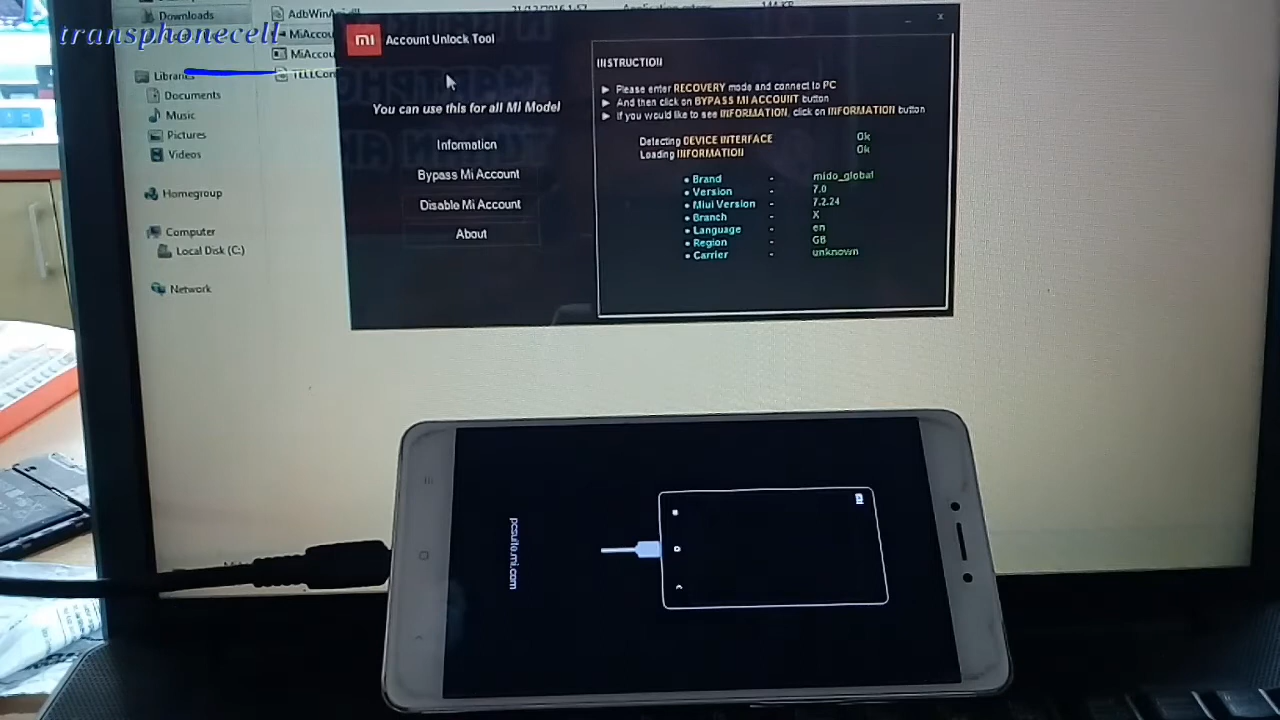 Downloads
transphonecell
Libraries
Documents
Music
Pictures
Videos
Homegroup
Computer
Local Disk (C:)
Network
mi
Account Unlock Tool
You can use this for all Mi Model
Information
Bypass Mi Account
Disable Mi Account
About
INSTRUCTION
Please enter RECOVERY mode and connect to PC
And then click on BYPASS MI ACCOUNT button
If you would like to see INFORMATION, click on INFORMATION button
Detecting DEVICE INTERFACE Ok
Loading INFORMATION Ok
• Brand - mido_global
• Version - 7.0
• Miui Version - 7.2.24
• Branch - X
• Language - en
• Region - GB
• Carrier - unknown
mi
pcsuite.mi.com